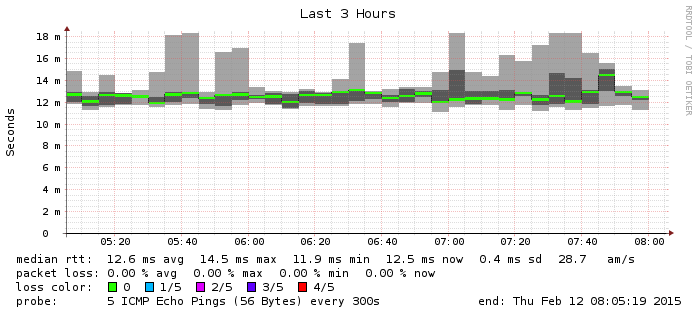 Last 3 Hours
RRDTOOL / TOBI OETIKER
Seconds
18 m
16 m
14 m
12 m
10 m
8 m
6 m
4 m
2 m
0
05:20 05:40 06:00 06:20 06:40 07:00 07:20 07:40 08:00
median rtt: 12.6 ms avg 14.5 ms max 11.9 ms min 12.5 ms now 0.4 ms sd 28.7 am/s
packet loss: 0.00 % avg 0.00 % max 0.00 % min 0.00 % now
loss color: 0 1/5 2/5 3/5 4/5
probe: 5 ICMP Echo Pings (56 Bytes) every 300s end: Thu Feb 12 08:05:19 2015